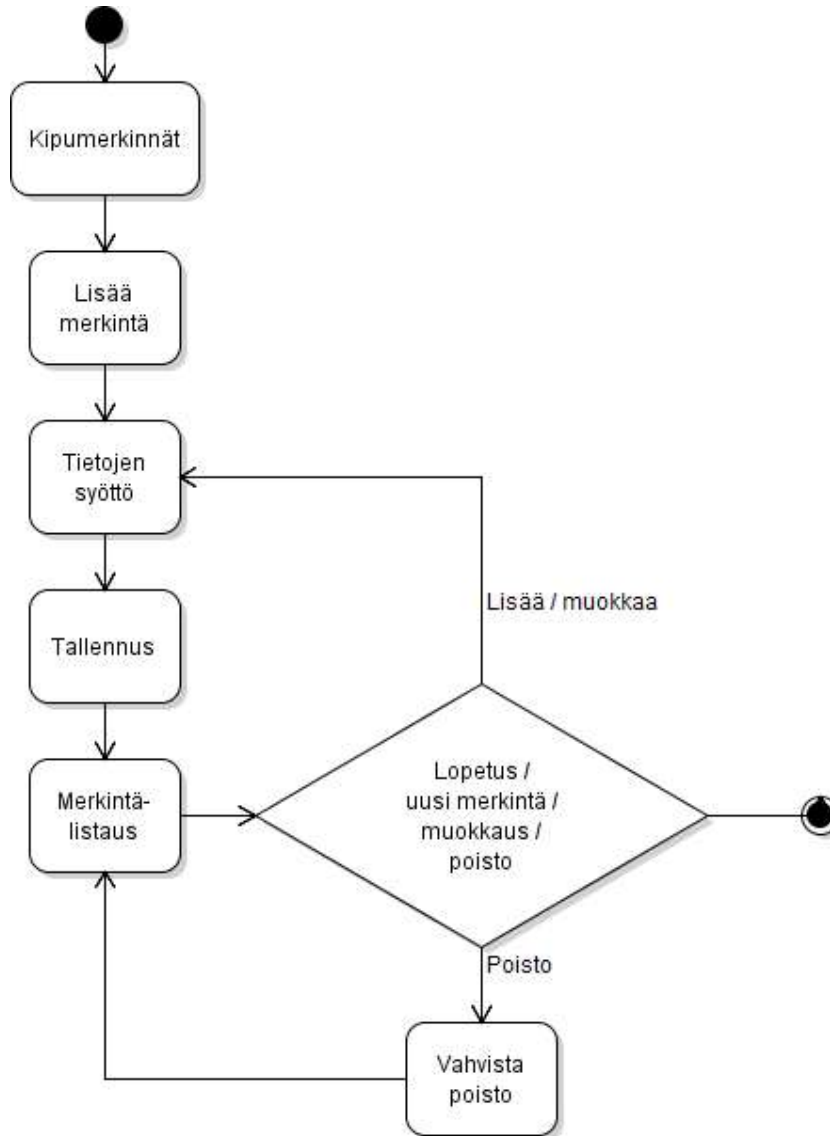 Kipumerkinnät
Lisää
merkintä
Tietojen
syöttö
Lisää / muokkaa
Tallennus
Merkintä-
listaus
Lopetus /
uusi merkintä /
muokkaus /
poisto
Poisto
Vahvista
poisto